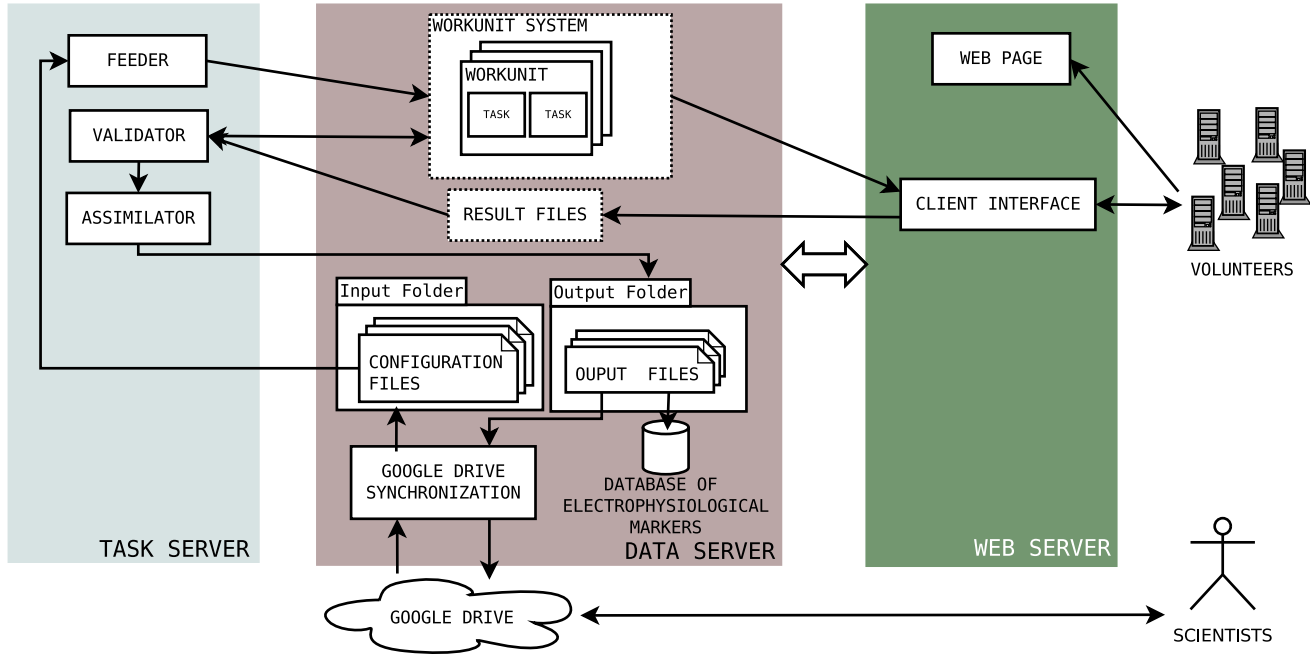 FEEDER
VALIDATOR
ASSIMILATOR
TASK SERVER
WORKUNIT SYSTEM
WORKUNIT
TASK
TASK
RESULT FILES
Input Folder
CONFIGURATION
FILES
Output Folder
OUPUT FILES
GOOGLE DRIVE
SYNCHRONIZATION
DATABASE OF
ELECTROPHYSIOLOGICAL
MARKERS
DATA SERVER
WEB PAGE
CLIENT INTERFACE
WEB SERVER
VOLUNTEERS
GOOGLE DRIVE
SCIENTISTS